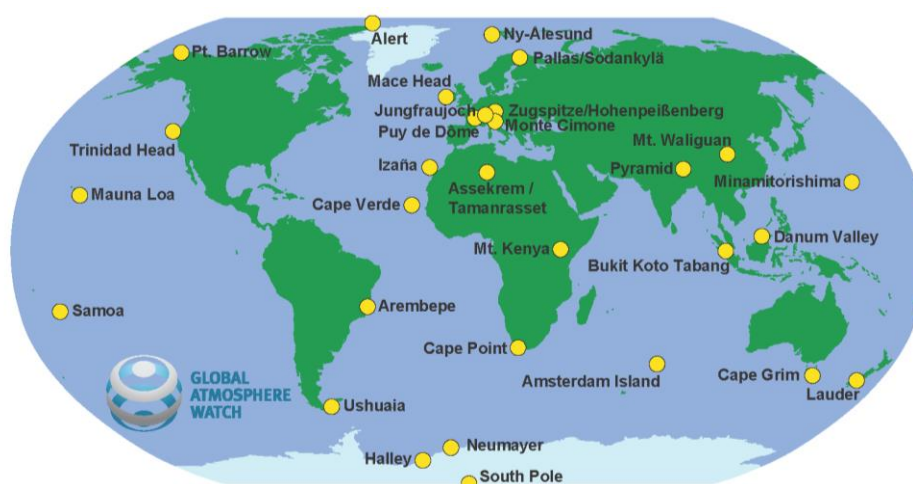 Alert
Ny-Alesund
Pt. Barrow
Pallas/Sodankylä
Mace Head
Jungfraujoch
Zugspitze/Hohenpeißenberg
Puy de Dôme
Monte Cimone
Trinidad Head
Mt. Waliguan
Izaña
Pyramid
Mauna Loa
Assekrem /
Tamanrasset
Minamitorishima
Cape Verde
Danum Valley
Mt. Kenya
Bukit Koto Tabang
Samoa
Arembepe
Cape Point
GLOBAL
ATMOSPHERE
WATCH
Amsterdam Island
Cape Grim
Lauder
Ushuaia
Neumayer
Halley
South Pole